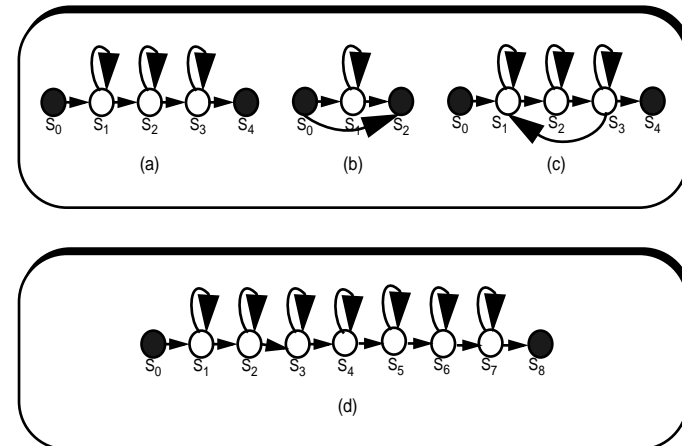 S0 S1 S2 S3 S4
(a)
S0 S1 S2
(b)
S0 S1 S2 S3 S4
(c)
S0 S1 S2 S3 S4 S5 S6 S7 S8
(d)